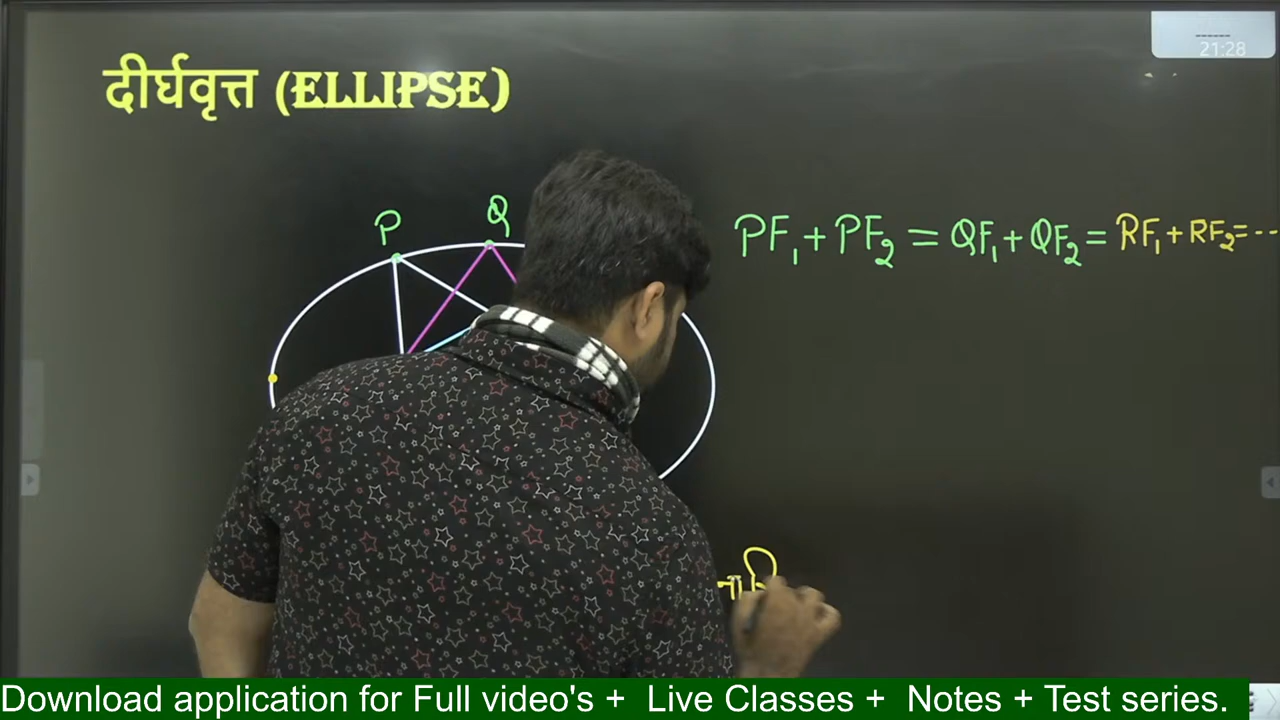 21:28
दीर्घवृत्त (ELLIPSE)
P Q
PF₁ + PF₂ = QF₁ + QF₂ = RF₁ + RF₂ = ---
Download application for Full video's + Live Classes + Notes + Test series.